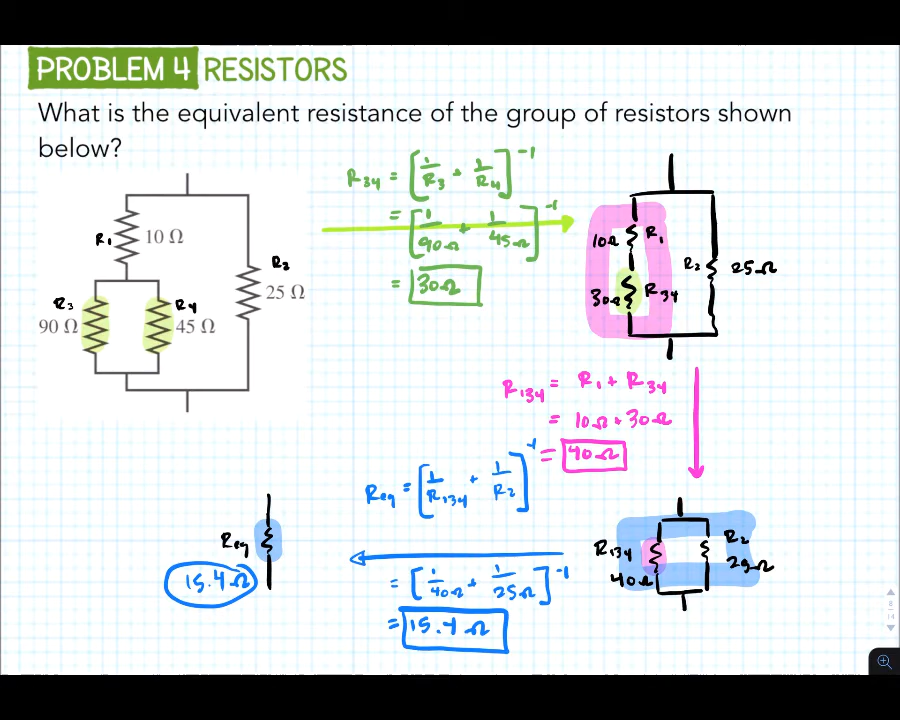 PROBLEM 4 RESISTORS
What is the equivalent resistance of the group of resistors shown
below?
R₁ 10 Ω
R₂
25 Ω
R₃
90 Ω
R₄
45 Ω
R₃₄ = [1/R₃ + 1/R₄]⁻¹
= [1/90Ω + 1/45Ω]⁻¹
= 30Ω
10Ω R₁
30Ω R₃₄
R₂ 25Ω
R₁₃₄ = R₁ + R₃₄
= 10Ω + 30Ω
= 40Ω
R₁₃₄
40Ω
R₂
25Ω
Req = [1/R₁₃₄ + 1/R₂]⁻¹
= [1/40Ω + 1/25Ω]⁻¹
= 15.4Ω
Req
15.4Ω
8
14